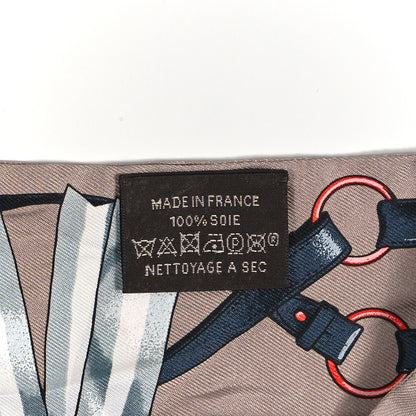 MADE IN FRANCE
100% SOIE
P ®
NETTOYAGE A SEC